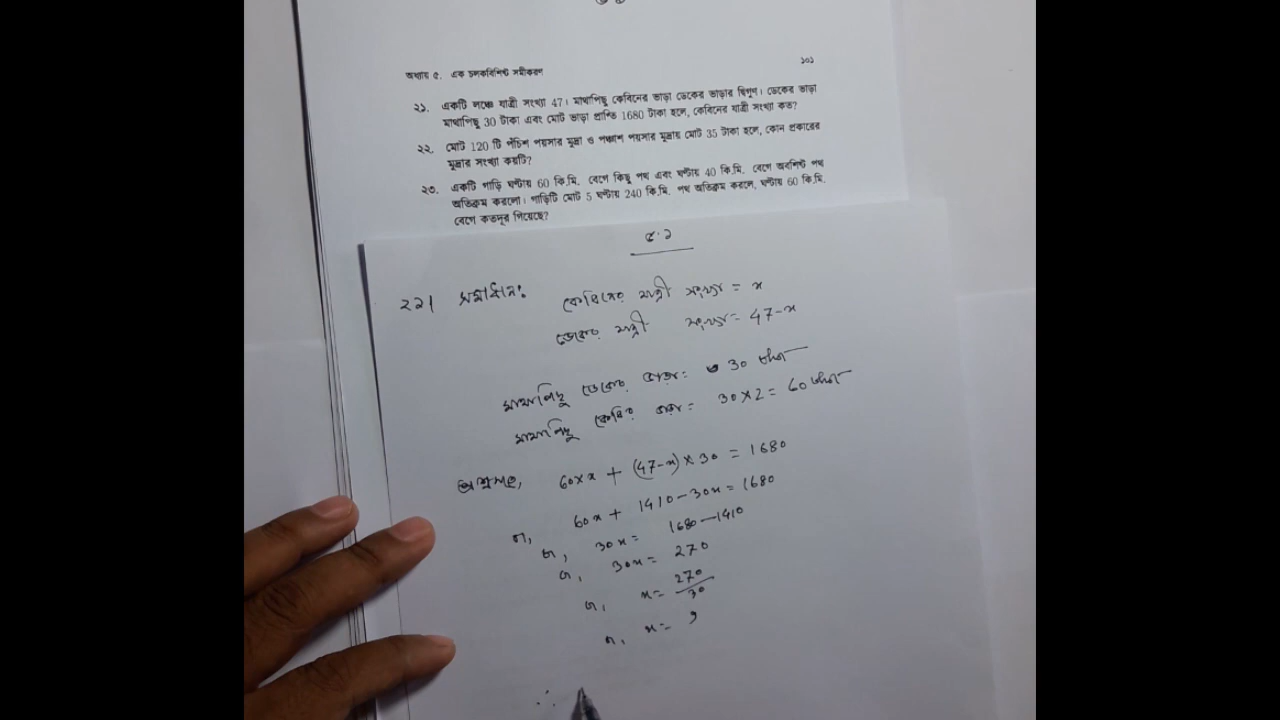 ১০১
অধ্যায় ৫. এক চলকবিশিষ্ট সমীকরণ
২১. একটি লঞ্চে যাত্রী সংখ্যা 47। মাথাপিছু কেবিনের ভাড়া ডেকের ভাড়ার দ্বিগুণ। ডেকের ভাড়া
মাথাপিছু 30 টাকা এবং মোট ভাড়া প্রাপ্তি 1680 টাকা হলে, কেবিনের যাত্রী সংখ্যা কত?
২২. মোট 120 টি পঁচিশ পয়সার মুদ্রা ও পঞ্চাশ পয়সার মুদ্রায় মোট 35 টাকা হলে, কোন প্রকারের
মুদ্রার সংখ্যা কয়টি?
২৩. একটি গাড়ি ঘণ্টায় 60 কি.মি. বেগে কিছু পথ এবং ঘণ্টায় 40 কি.মি. বেগে অবশিষ্ট পথ
অতিক্রম করলো। গাড়িটি মোট 5 ঘণ্টায় 240 কি.মি. পথ অতিক্রম করলে, ঘণ্টায় 60 কি.মি.
বেগে কতদূর গিয়েছে?
৫.১
২১। সমাধান: কেবিনের যাত্রী সংখ্যা = x
ডেকের যাত্রী সংখ্যা = 47-x
মাথাপিছু ডেকের ভাড়া = 30 টাকা
মাথাপিছু কেবিন ভাড়া = 30×2 = 60 টাকা
প্রশ্নমতে, 60×x + (47-x)×30 = 1680
বা, 60x + 1410-30x = 1680
বা, 30x = 1680-1410
বা, 30x = 270
বা, x = 270/30
বা, x = 9
∴